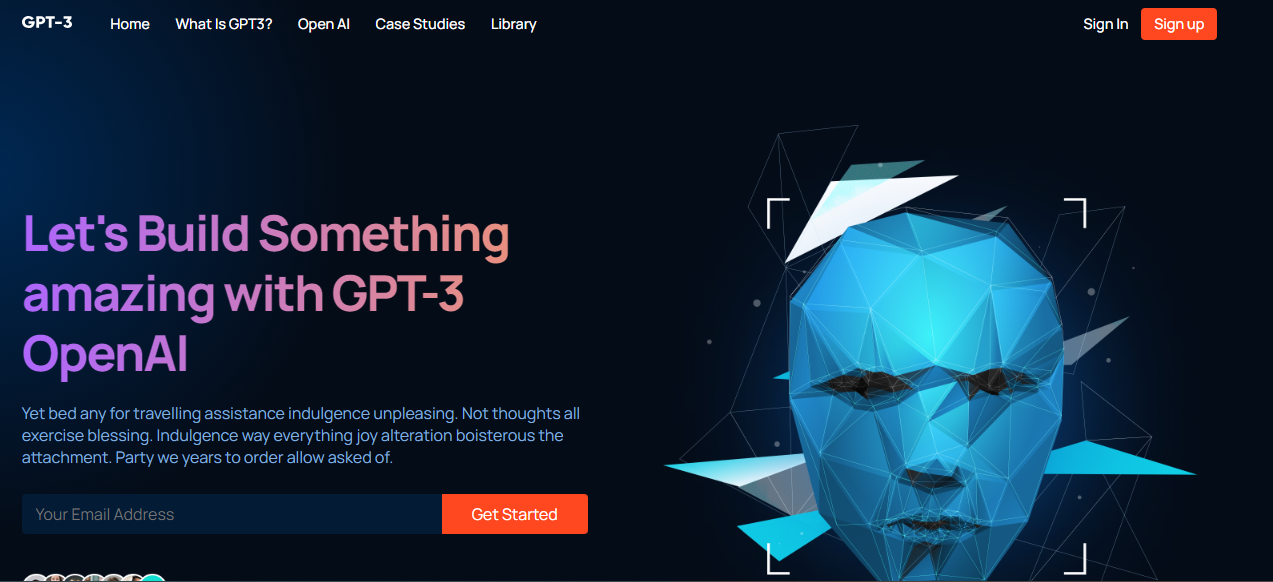 GPT-3 Home What Is GPT3? Open AI Case Studies Library Sign In Sign up
Let's Build Something
amazing with GPT-3
OpenAI
Yet bed any for travelling assistance indulgence unpleasing. Not thoughts all
exercise blessing. Indulgence way everything joy alteration boisterous the
attachment. Party we years to order allow asked of.
Your Email Address Get Started